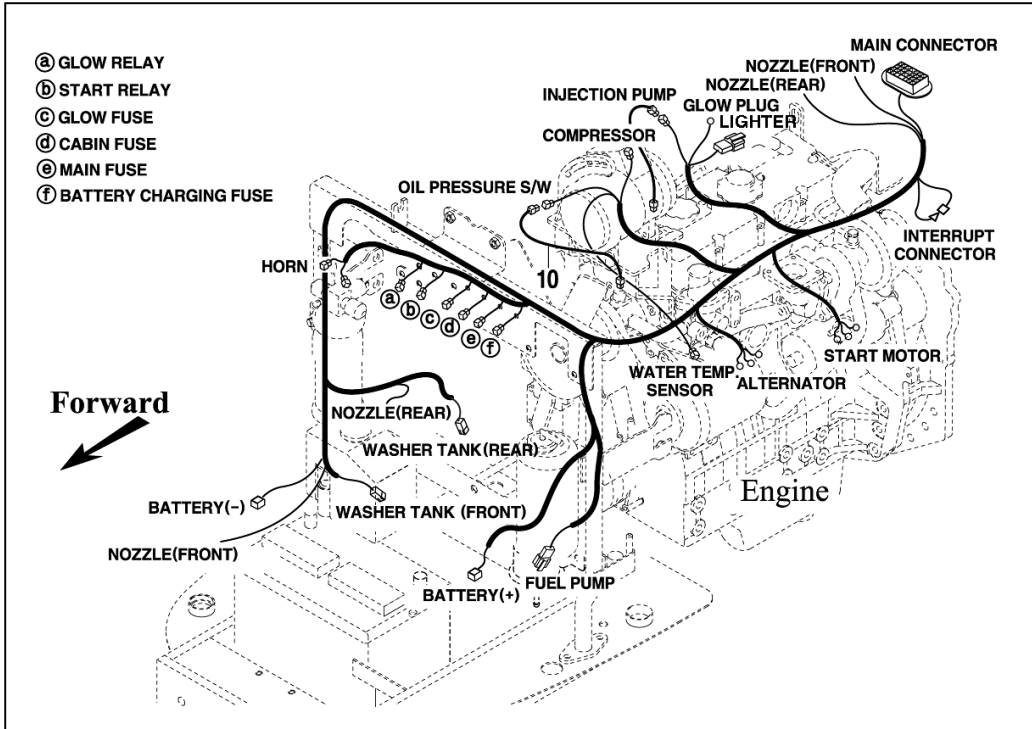 ⓐ GLOW RELAY
ⓑ START RELAY
ⓒ GLOW FUSE
ⓓ CABIN FUSE
ⓔ MAIN FUSE
ⓕ BATTERY CHARGING FUSE
MAIN CONNECTOR
NOZZLE(FRONT)
NOZZLE(REAR)
INJECTION PUMP
GLOW PLUG
LIGHTER
COMPRESSOR
OIL PRESSURE S/W
INTERRUPT
CONNECTOR
HORN
10
ⓐ ⓑ ⓒ ⓓ ⓔ ⓕ
START MOTOR
WATER TEMP
SENSOR
ALTERNATOR
Forward
NOZZLE(REAR)
WASHER TANK(REAR)
Engine
BATTERY(−)
WASHER TANK (FRONT)
NOZZLE(FRONT)
FUEL PUMP
BATTERY(+)